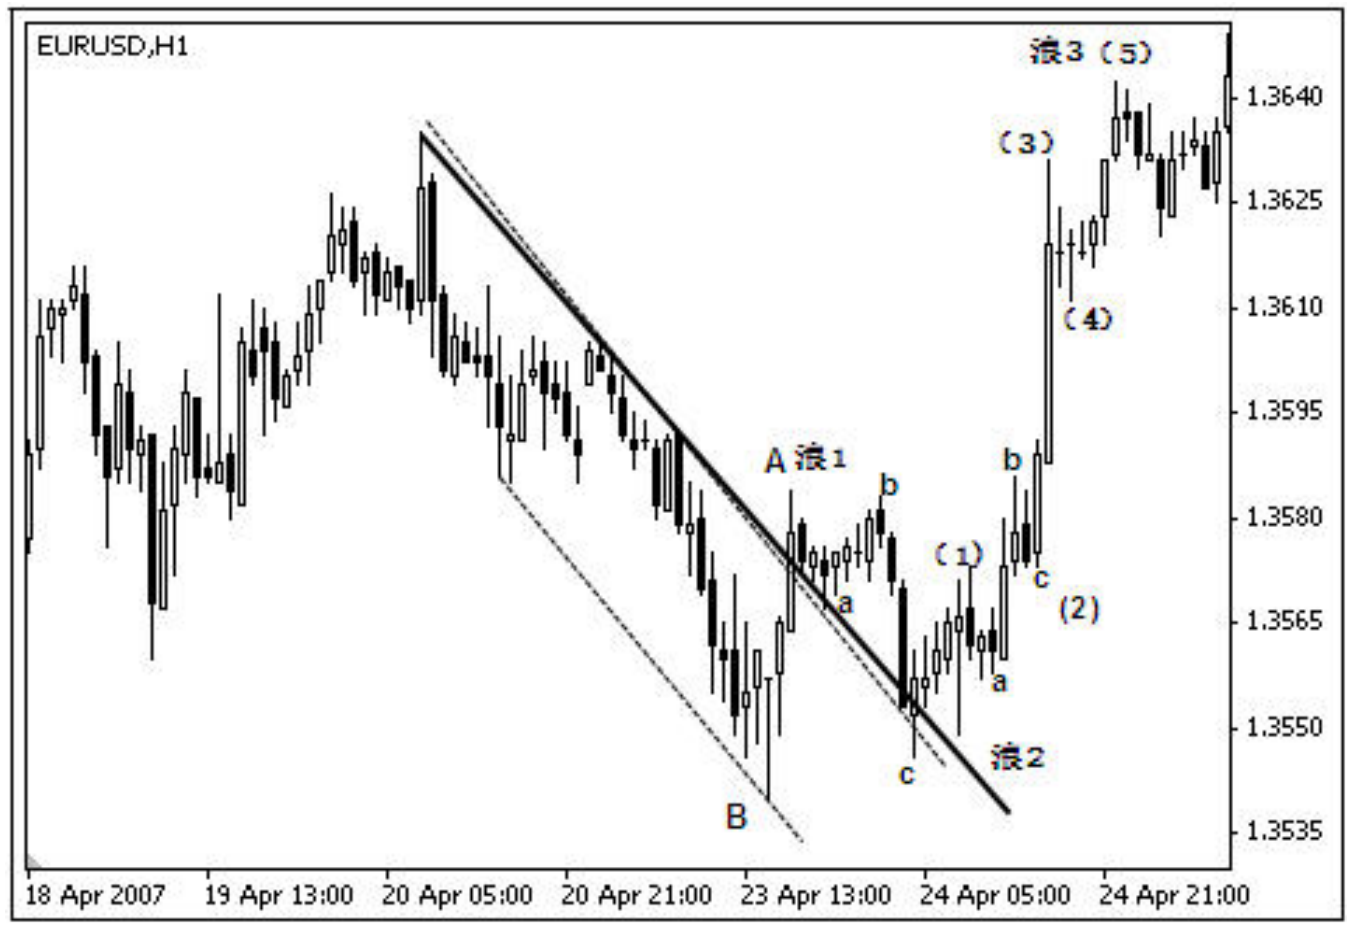 EURUSD,H1
浪3 (5)
1.3640
(3)
1.3625
1.3610
(4)
1.3595
A 浪1
b
b
1.3580
(1)
c
a
(2)
1.3565
a
1.3550
浪2
c
B
1.3535
18 Apr 2007 19 Apr 13:00 20 Apr 05:00 20 Apr 21:00 23 Apr 13:00 24 Apr 05:00 24 Apr 21:00